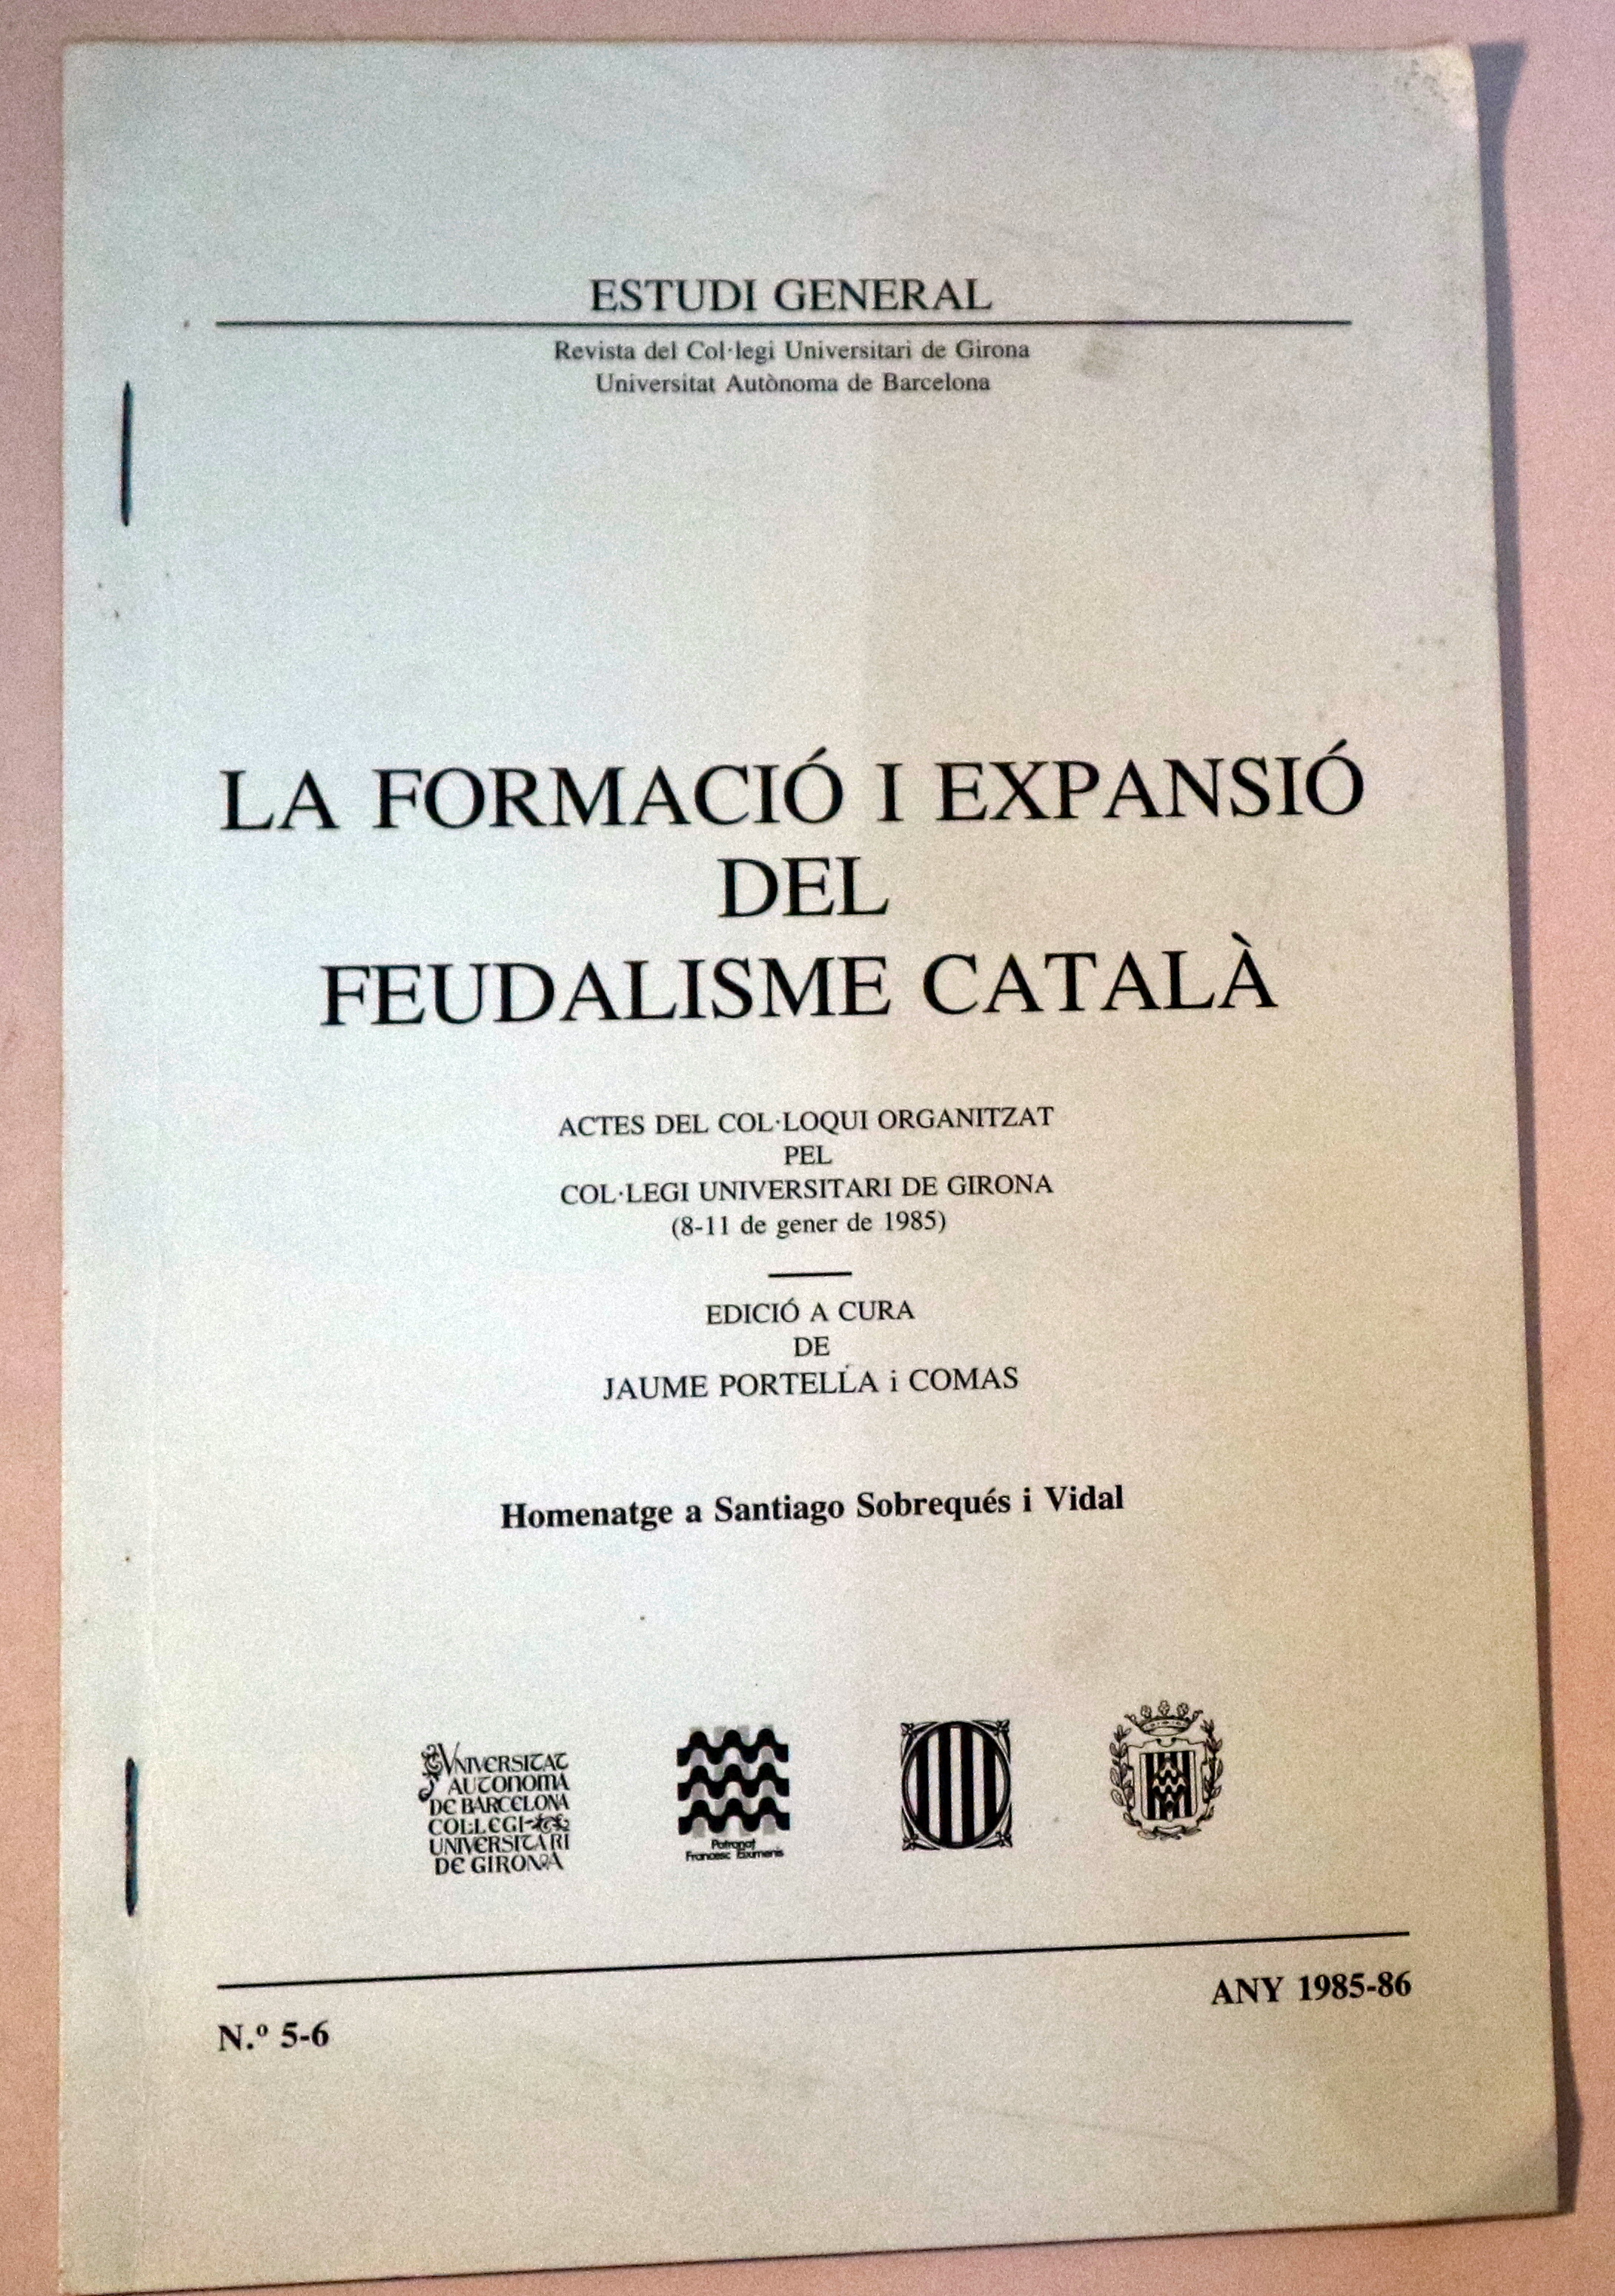 ESTUDI GENERAL
Revista del Col·legi Universitari de Girona
Universitat Autònoma de Barcelona
LA FORMACIÓ I EXPANSIÓ
DEL
FEUDALISME CATALÀ
ACTES DEL COL·LOQUI ORGANITZAT
PEL
COL·LEGI UNIVERSITARI DE GIRONA
(8-11 de gener de 1985)
EDICIÓ A CURA
DE
JAUME PORTELLA i COMAS
Homenatge a Santiago Sobrequés i Vidal
UNIVERSITAT
AUTONOMA
DE BARCELONA
COL·LEGI
UNIVERSITARI
DE GIRONA
Patronat
Francesc Eiximenis
ANY 1985-86
N.º 5-6